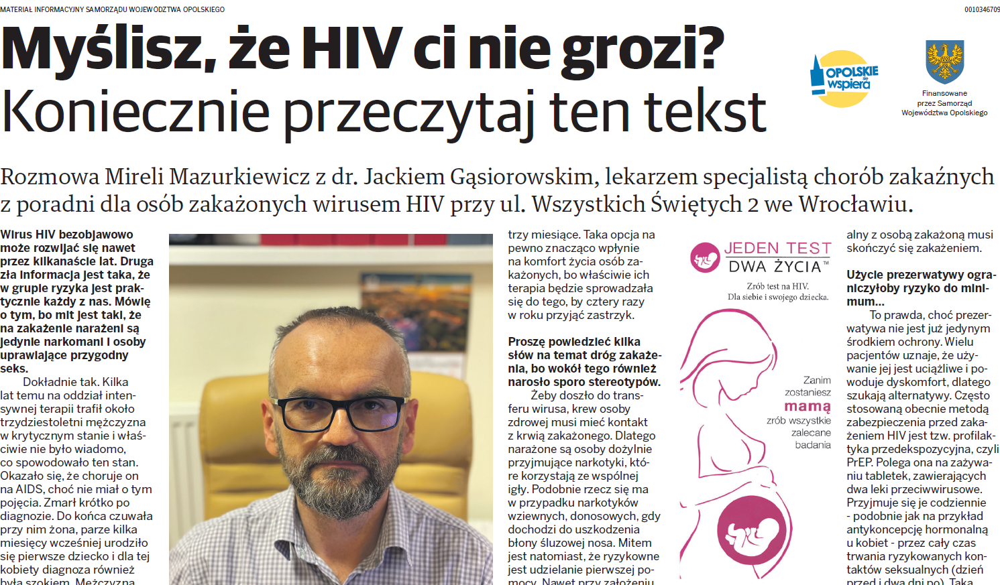 MATERIAŁ INFORMACYJNY SAMORZĄDU WOJEWÓDZTWA OPOLSKIEGO
0010346709
Myślisz, że HIV ci nie grozi?
Koniecznie przeczytaj ten tekst
OPOLSKIE
się
wspiera
Finansowane
przez Samorząd
Województwa Opolskiego
Rozmowa Mireli Mazurkiewicz z dr. Jackiem Gąsiorowskim, lekarzem specjalistą chorób zakaźnych
z poradni dla osób zakażonych wirusem HIV przy ul. Wszystkich Świętych 2 we Wrocławiu.
Wirus HIV bezobjawowo
może rozwijać się nawet
przez kilkanaście lat. Druga
zła informacja jest taka, że
w grupie ryzyka jest prak-
tycznie każdy z nas. Mówię
o tym, bo mit jest taki, że
na zakażenie narażeni są
jedynie narkomani i osoby
uprawiające przygodny
seks.
Dokładnie tak. Kilka
lat temu na oddział inten-
sywnej terapii trafił około
trzydziestoletni mężczyzna
w krytycznym stanie i właś-
ciwie nie było wiadomo,
co spowodowało ten stan.
Okazało się, że choruje on
na AIDS, choć nie miał o tym
pojęcia. Zmarł krótko po
diagnozie. Do końca czuwała
przy nim żona, parze kilka
miesięcy wcześniej urodziło
się pierwsze dziecko i dla tej
kobiety diagnoza również
była szokiem. Mężczyzna
trzy miesiące. Taka opcja na
pewno znacząco wpłynie
na komfort życia osób za-
każonych, bo właściwie ich
terapia będzie sprowadzała
się do tego, by cztery razy
w roku przyjąć zastrzyk.
Proszę powiedzieć kilka
słów na temat dróg zakaże-
nia, bo wokół tego również
narosło sporo stereotypów.
Żeby doszło do trans-
feru wirusa, krew osoby
zdrowej musi mieć kontakt
z krwią zakażonego. Dlatego
narażone są osoby dożylnie
przyjmujące narkotyki, któ-
re korzystają ze wspólnej
igły. Podobnie rzecz się ma
w przypadku narkotyków
wziewnych, donosowych, gdy
dochodzi do uszkodzenia
błony śluzowej nosa. Mitem
jest natomiast, że ryzykowne
jest udzielanie pierwszej po-
mocy. Nawet przy założeniu
JEDEN TEST
DWA ŻYCIA™
Zrób test na HIV.
Dla siebie i swojego dziecka.
Zanim
zostaniesz
mamą
zrób wszystkie
zalecane
badania
alny z osobą zakażoną musi
skończyć się zakażeniem.
Użycie prezerwatywy ogra-
niczyłoby ryzyko do mini-
mum...
To prawda, choć prezer-
watywa nie jest już jedynym
środkiem ochrony. Wielu
pacjentów uznaje, że uży-
wanie jej jest uciążliwe i po-
woduje dyskomfort, dlatego
szukają alternatywy. Często
stosowaną obecnie metodą
zabezpieczenia przed zaka-
żeniem HIV jest tzw. profilak-
tyka przedekspozycyjna, czyli
PrEP. Polega ona na zażywa-
niu tabletek, zawierających
dwa leki przeciwwirusowe.
Przyjmuje się je codziennie
- podobnie jak na przykład
antykoncepcję hormonalną
u kobiet - przez cały czas
trwania ryzykowanych kon-
taktów seksualnych (dzień
przed i dwa dni po). Taka